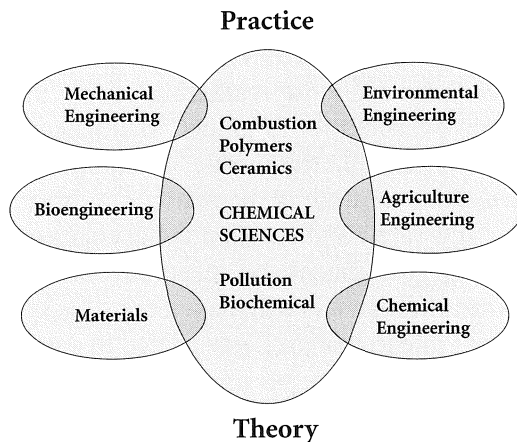 Practice
Mechanical
Engineering
Environmental
Engineering
Combustion
Polymers
Ceramics
Bioengineering
CHEMICAL
SCIENCES
Agriculture
Engineering
Pollution
Biochemical
Materials
Chemical
Engineering
Theory